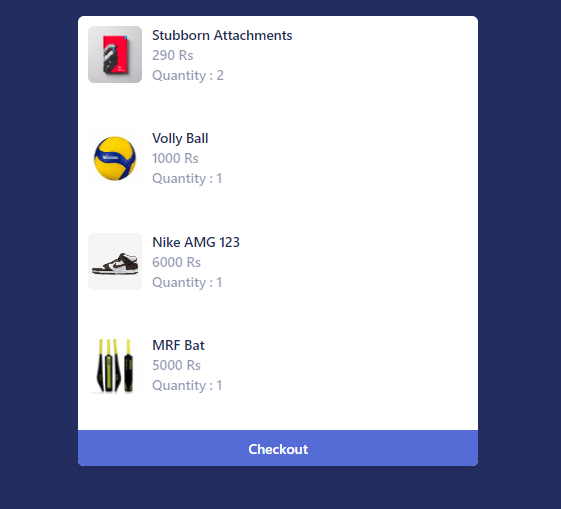 Stubborn Attachments
290 Rs
Quantity : 2
Volly Ball
1000 Rs
Quantity : 1
Nike AMG 123
6000 Rs
Quantity : 1
MRF Bat
5000 Rs
Quantity : 1
Checkout